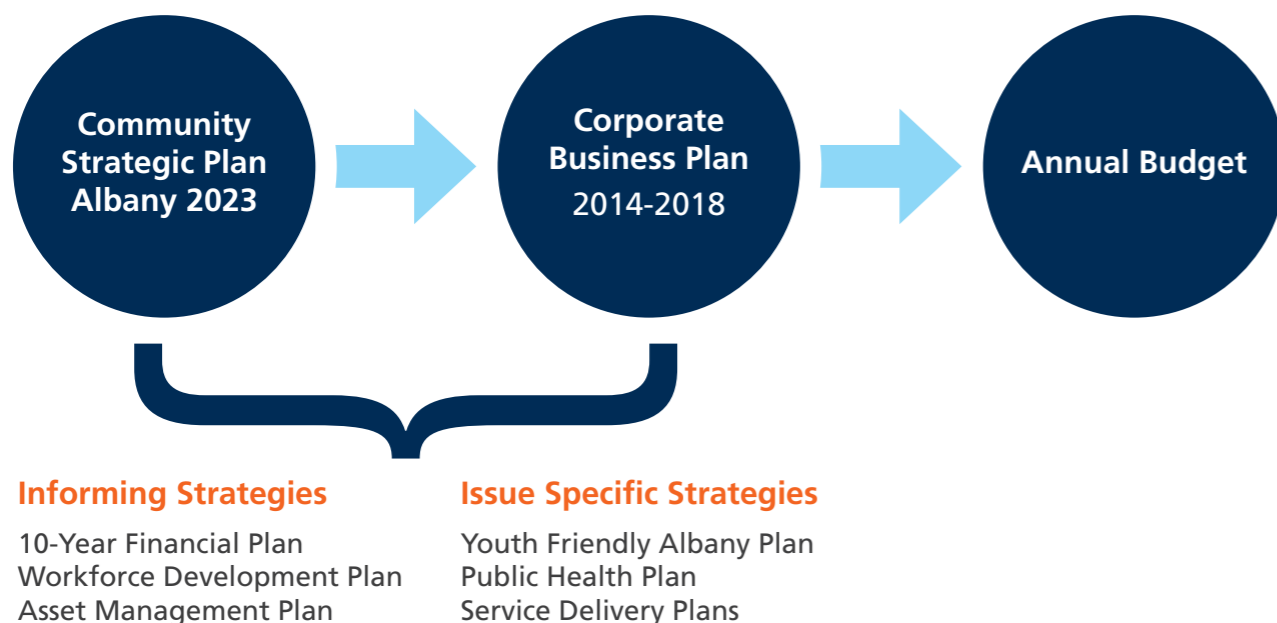 Community
Strategic Plan
Albany 2023
Corporate
Business Plan
2014-2018
Annual Budget
Informing Strategies
10-Year Financial Plan
Workforce Development Plan
Asset Management Plan
Issue Specific Strategies
Youth Friendly Albany Plan
Public Health Plan
Service Delivery Plans